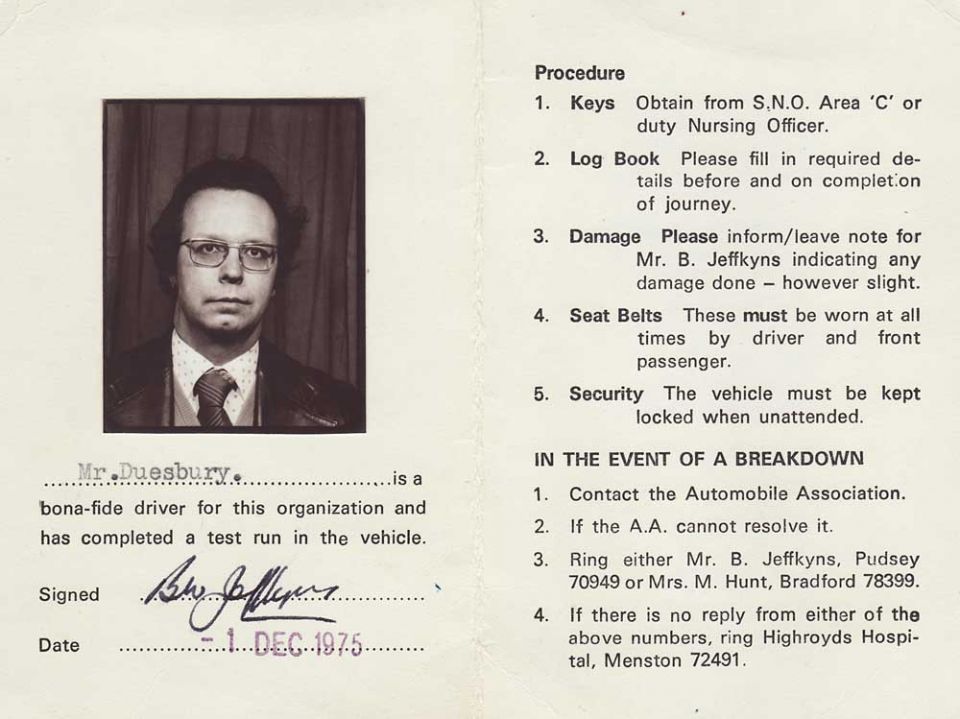 Mr.Duesbury. is a
bona-fide driver for this organization and
has completed a test run in the vehicle.
Signed Bev Jeffkyns
Date - 1 DEC 1975
Procedure
1. Keys Obtain from S.N.O. Area 'C' or
duty Nursing Officer.
2. Log Book Please fill in required de-
tails before and on completion
of journey.
3. Damage Please inform/leave note for
Mr. B. Jeffkyns indicating any
damage done – however slight.
4. Seat Belts These must be worn at all
times by driver and front
passenger.
5. Security The vehicle must be kept
locked when unattended.
IN THE EVENT OF A BREAKDOWN
1. Contact the Automobile Association.
2. If the A.A. cannot resolve it.
3. Ring either Mr. B. Jeffkyns, Pudsey
70949 or Mrs. M. Hunt, Bradford 78399.
4. If there is no reply from either of the
above numbers, ring Highroyds Hospi-
tal, Menston 72491.